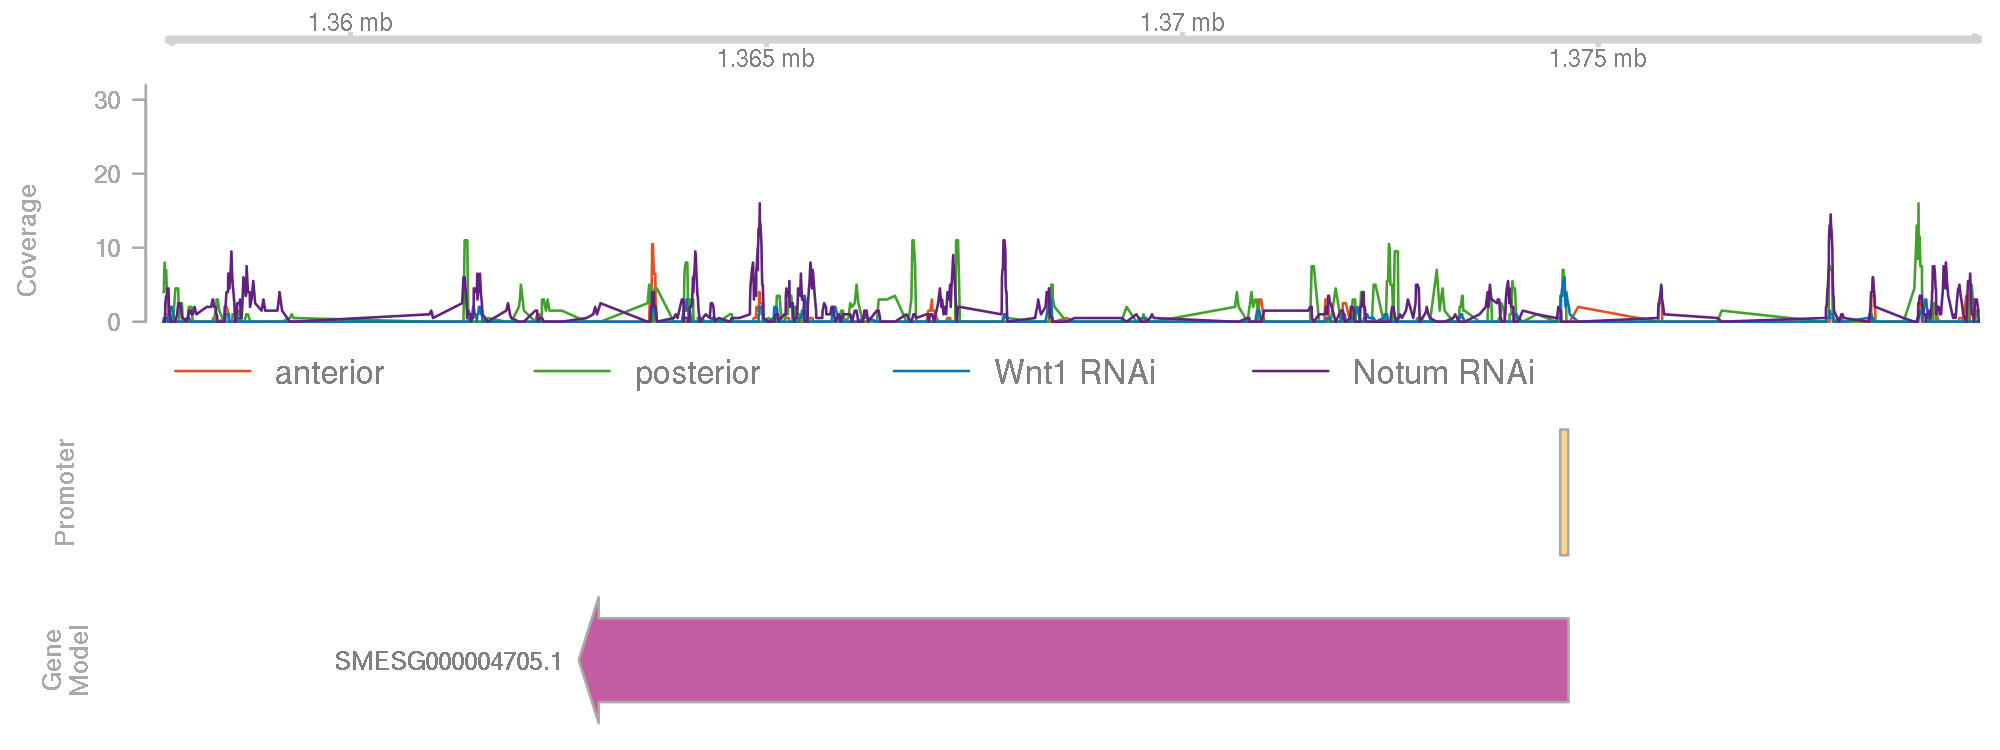 1.36 mb
1.37 mb
1.365 mb
1.375 mb
Coverage
30
20
10
0
anterior
posterior
Wnt1 RNAi
Notum RNAi
Promoter
Gene
Model
SMESG000004705.1